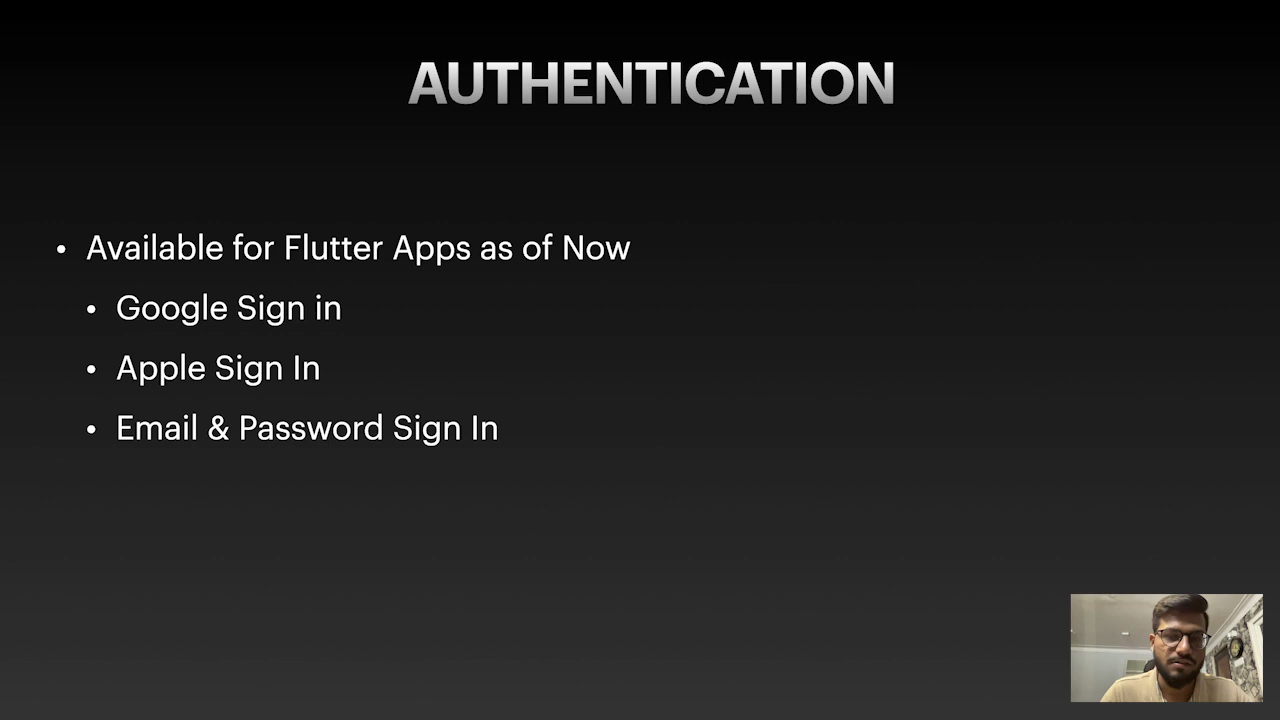 AUTHENTICATION
• Available for Flutter Apps as of Now
• Google Sign in
• Apple Sign In
• Email & Password Sign In